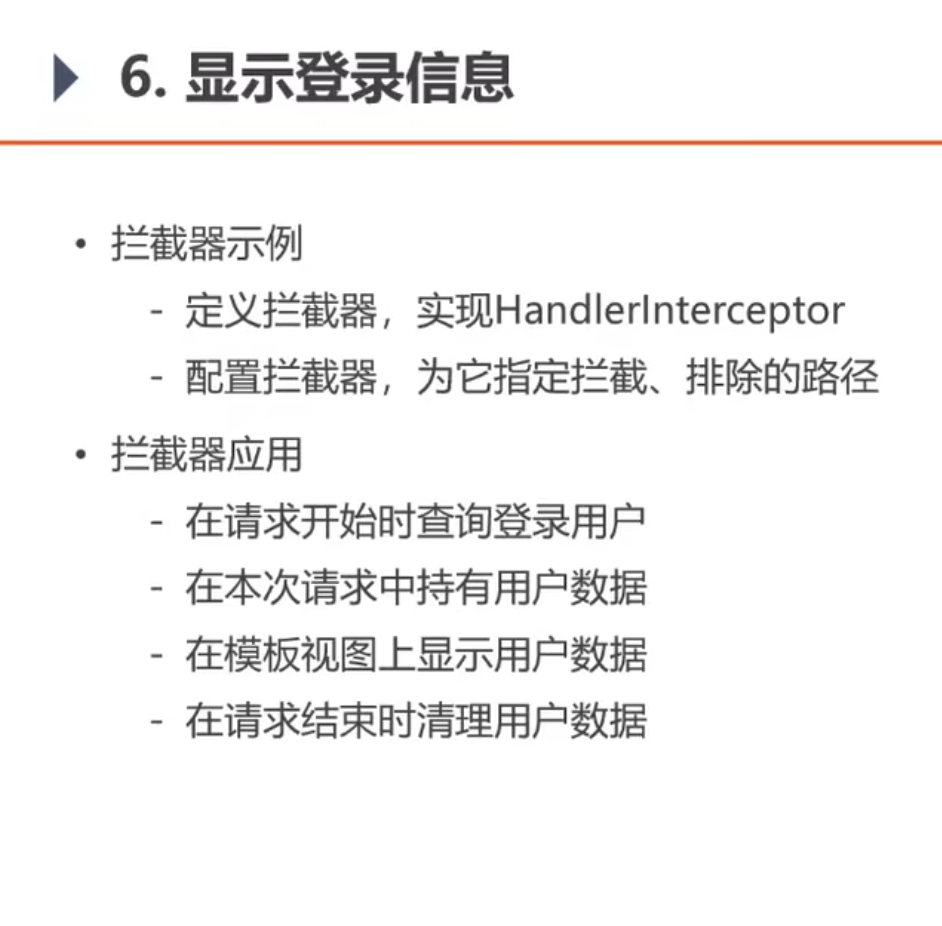 6. 显示登录信息
• 拦截器示例
- 定义拦截器，实现HandlerInterceptor
- 配置拦截器，为它指定拦截、排除的路径
• 拦截器应用
- 在请求开始时查询登录用户
- 在本次请求中持有用户数据
- 在模板视图上显示用户数据
- 在请求结束时清理用户数据